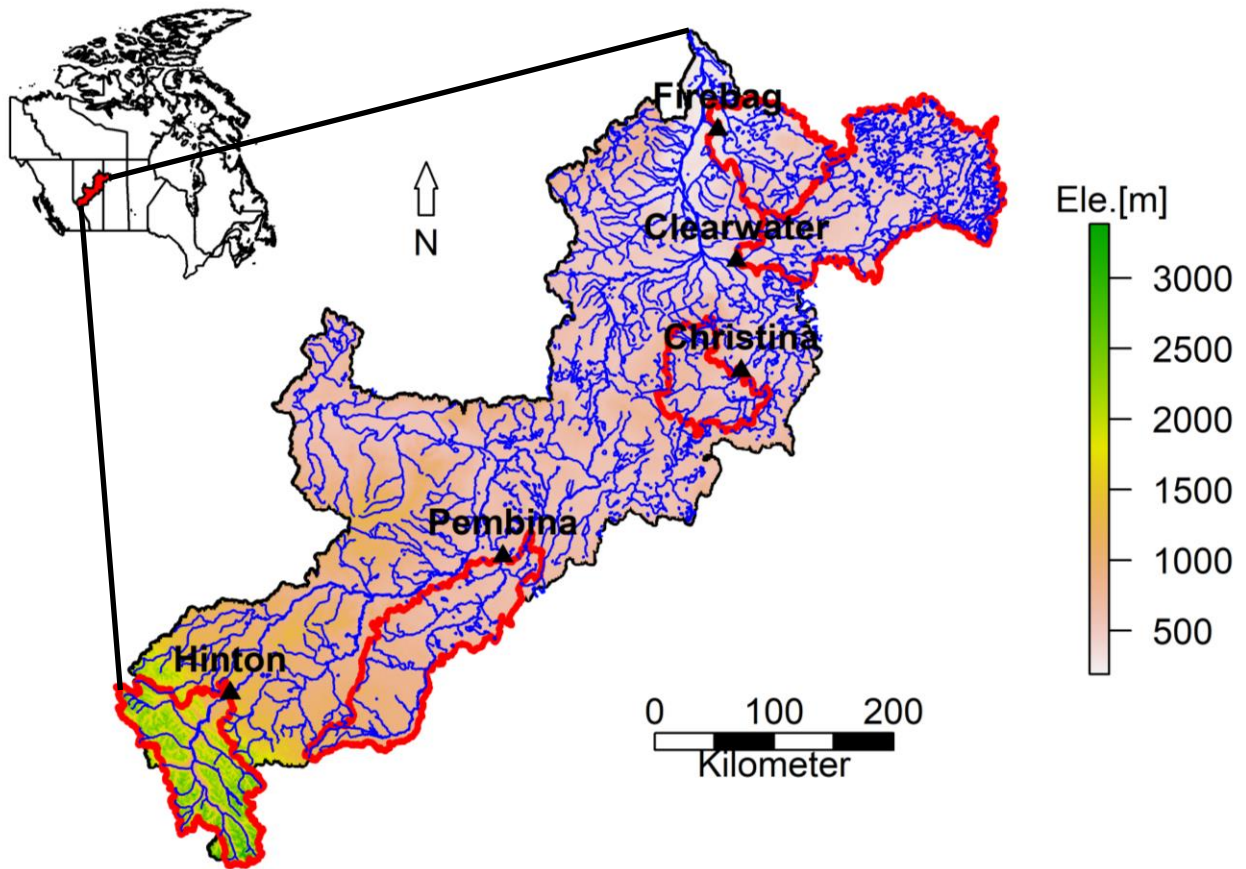 Firebag
N
Clearwater
Ele.[m]
3000
2500
2000
1500
1000
500
Christina
Pembina
Hinton
0 100 200
Kilometer